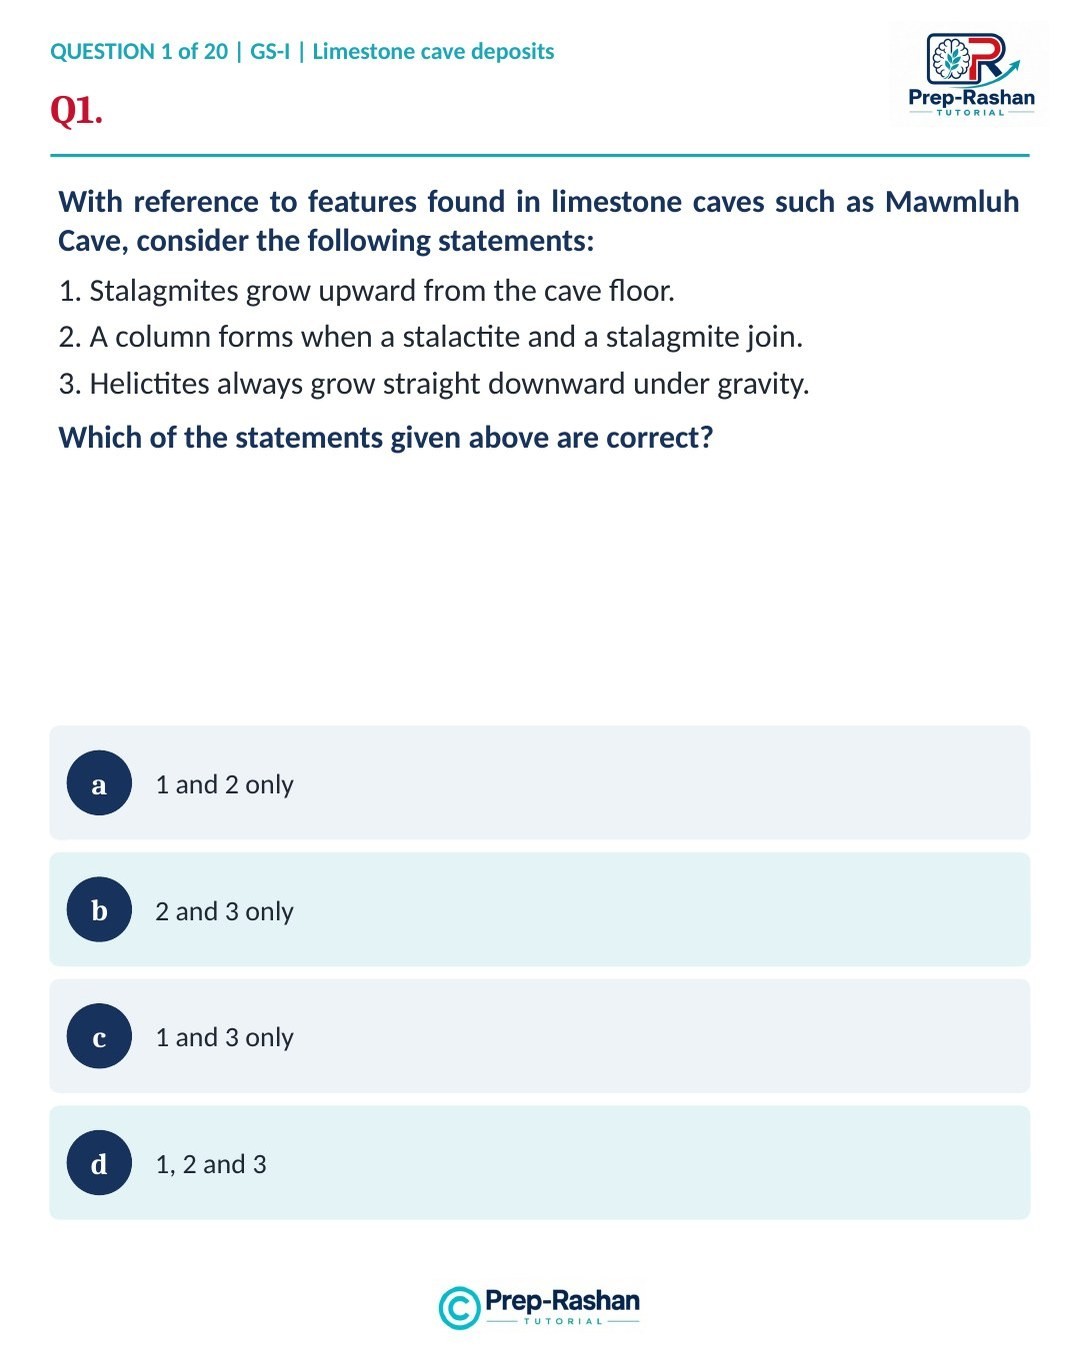 QUESTION 1 of 20 | GS-I | Limestone cave deposits
Q1.
Prep-Rashan
TUTORIAL
With reference to features found in limestone caves such as Mawmluh
Cave, consider the following statements:
1. Stalagmites grow upward from the cave floor.
2. A column forms when a stalactite and a stalagmite join.
3. Helictites always grow straight downward under gravity.
Which of the statements given above are correct?
a 1 and 2 only
b 2 and 3 only
c 1 and 3 only
d 1, 2 and 3
© Prep-Rashan
TUTORIAL